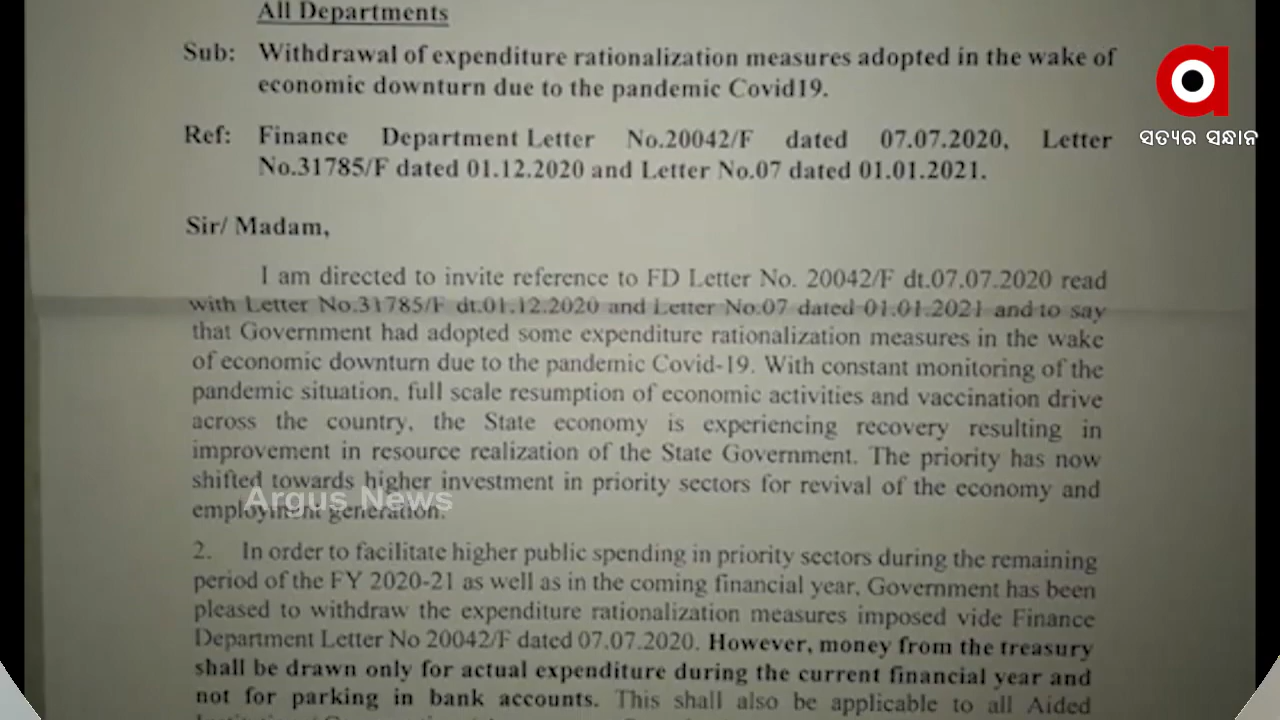 All Departments
Sub: Withdrawal of expenditure rationalization measures adopted in the wake of
economic downturn due to the pandemic Covid19.
Ref: Finance Department Letter No.20042/F dated 07.07.2020, Letter
No.31785/F dated 01.12.2020 and Letter No.07 dated 01.01.2021.
Sir/ Madam,
I am directed to invite reference to FD Letter No. 20042/F dt.07.07.2020 read
with Letter No.31785/F dt.01.12.2020 and Letter No.07 dated 01.01.2021 and to say
that Government had adopted some expenditure rationalization measures in the wake
of economic downturn due to the pandemic Covid-19. With constant monitoring of the
pandemic situation, full scale resumption of economic activities and vaccination drive
across the country, the State economy is experiencing recovery resulting in
improvement in resource realization of the State Government. The priority has now
shifted towards higher investment in priority sectors for revival of the economy and
employment generation.
2. In order to facilitate higher public spending in priority sectors during the remaining
period of the FY 2020-21 as well as in the coming financial year, Government has been
pleased to withdraw the expenditure rationalization measures imposed vide Finance
Department Letter No 20042/F dated 07.07.2020. However, money from the treasury
shall be drawn only for actual expenditure during the current financial year and
not for parking in bank accounts. This shall also be applicable to all Aided
ସତ୍ୟର ସନ୍ଧାନ
Argus News